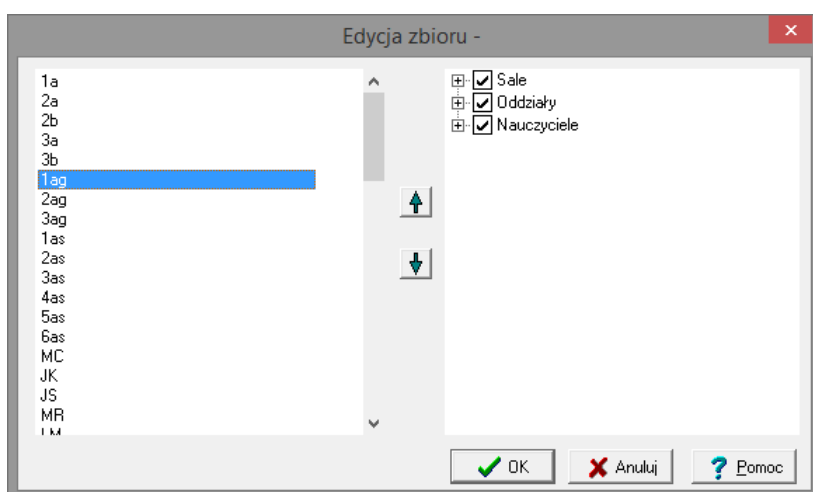 Edycja zbioru -
1a
2a
2b
3a
3b
1ag
2ag
3ag
1as
2as
3as
4as
5as
6as
MC
JK
JS
MR
Sale
Oddziały
Nauczyciele
OK
Anuluj
Pomoc